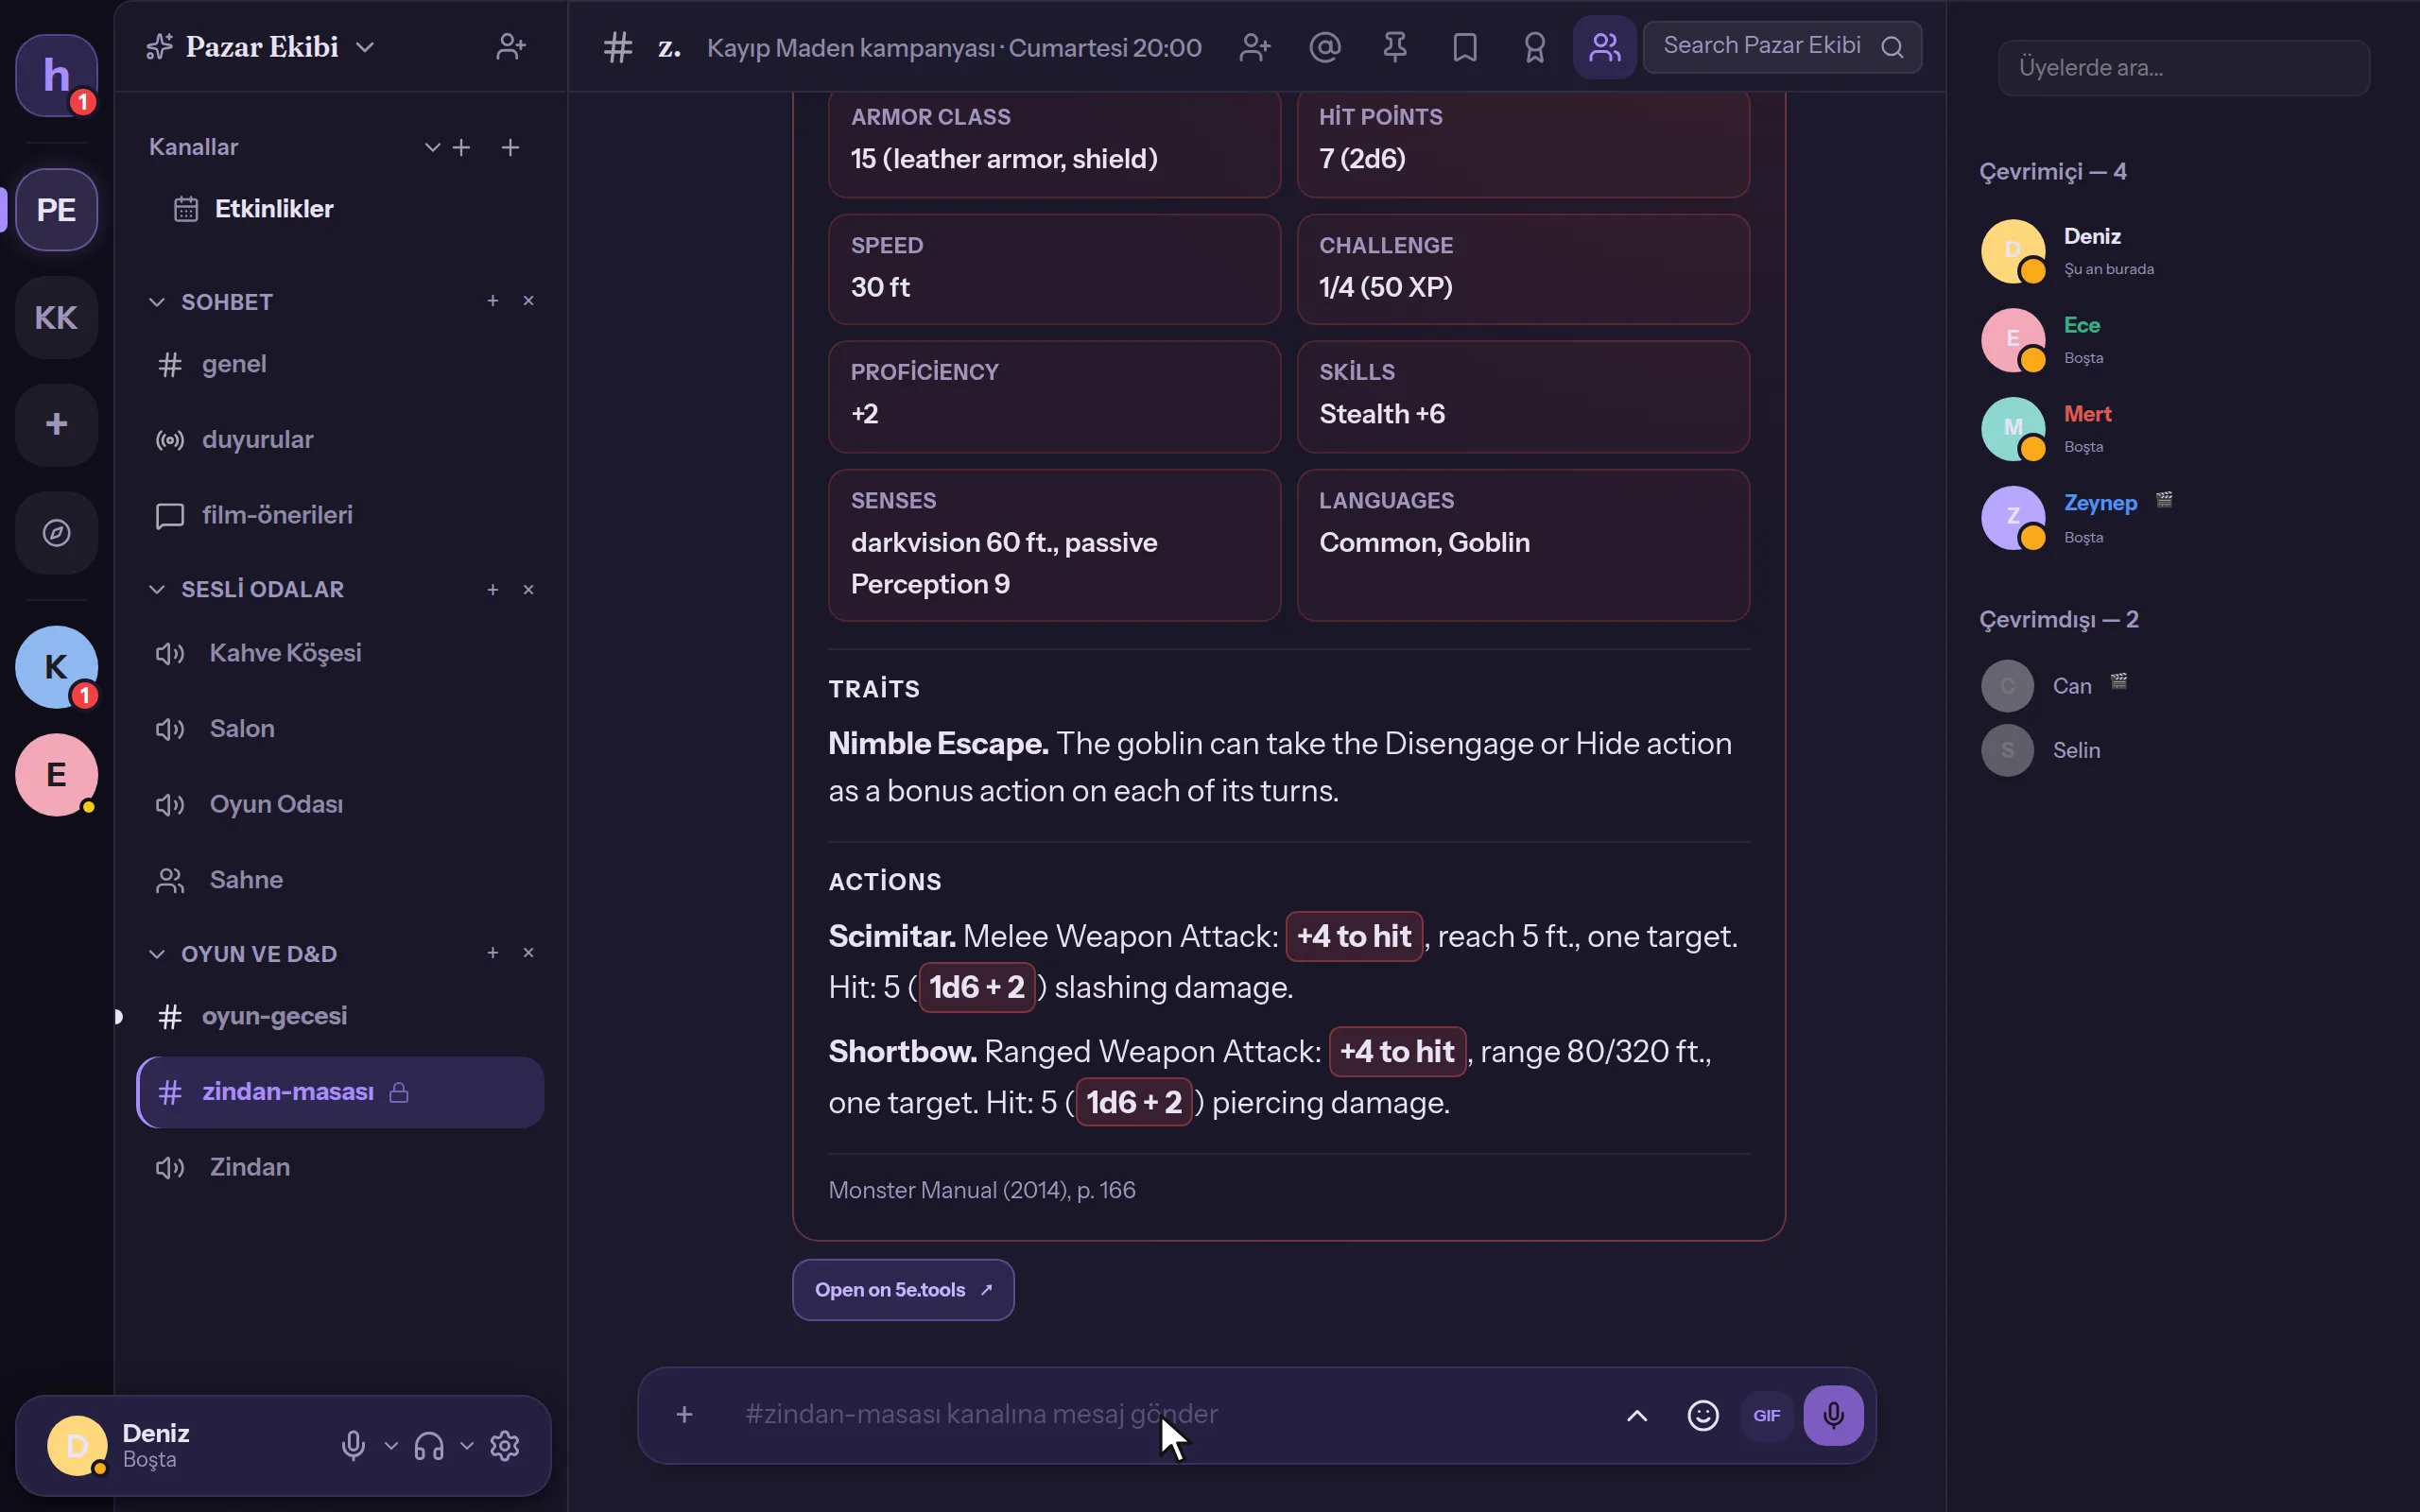 h
1
PE
KK
+
K
1
E
Pazar Ekibi
Kanallar
Etkinlikler
SOHBET
genel
duyurular
film-önerileri
SESLİ ODALAR
Kahve Köşesi
Salon
Oyun Odası
Sahne
OYUN VE D&D
oyun-gecesi
zindan-masası
Zindan
D
Deniz
Boşta
# z. Kayıp Maden kampanyası · Cumartesi 20:00
Search Pazar Ekibi
ARMOR CLASS
15 (leather armor, shield)
HİT POİNTS
7 (2d6)
SPEED
30 ft
CHALLENGE
1/4 (50 XP)
PROFİCİENCY
+2
SKİLLS
Stealth +6
SENSES
darkvision 60 ft., passive
Perception 9
LANGUAGES
Common, Goblin
TRAİTS
Nimble Escape. The goblin can take the Disengage or Hide action
as a bonus action on each of its turns.
ACTİONS
Scimitar. Melee Weapon Attack: +4 to hit, reach 5 ft., one target.
Hit: 5 (1d6 + 2) slashing damage.
Shortbow. Ranged Weapon Attack: +4 to hit, range 80/320 ft.,
one target. Hit: 5 (1d6 + 2) piercing damage.
Monster Manual (2014), p. 166
Open on 5e.tools ↗
#zindan-masası kanalına mesaj gönder
GIF
Üyelerde ara...
Çevrimiçi — 4
D
Deniz
Şu an burada
E
Ece
Boşta
M
Mert
Boşta
Z
Zeynep
Boşta
Çevrimdışı — 2
C
Can
S
Selin